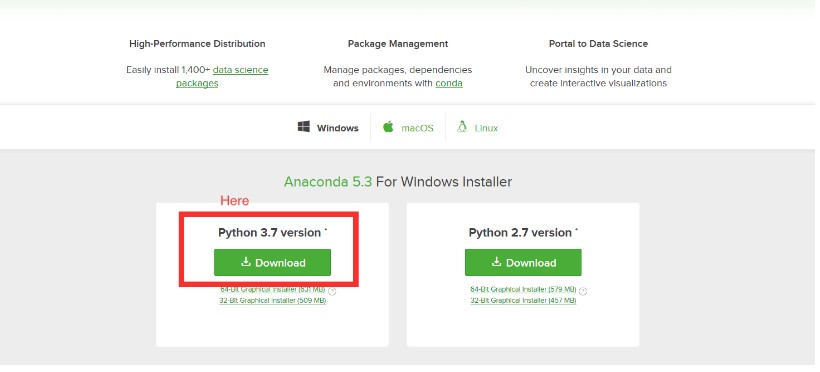 High-Performance Distribution
Easily install 1,400+ data science
packages
Package Management
Manage packages, dependencies
and environments with conda
Portal to Data Science
Uncover insights in your data and
create interactive visualizations
Windows
macOS
Linux
Anaconda 5.3 For Windows Installer
Here
Python 3.7 version *
Download
64-Bit Graphical Installer (631 MB) ?
32-Bit Graphical Installer (509 MB)
Python 2.7 version *
Download
64-Bit Graphical Installer (579 MB) ?
32-Bit Graphical Installer (457 MB)